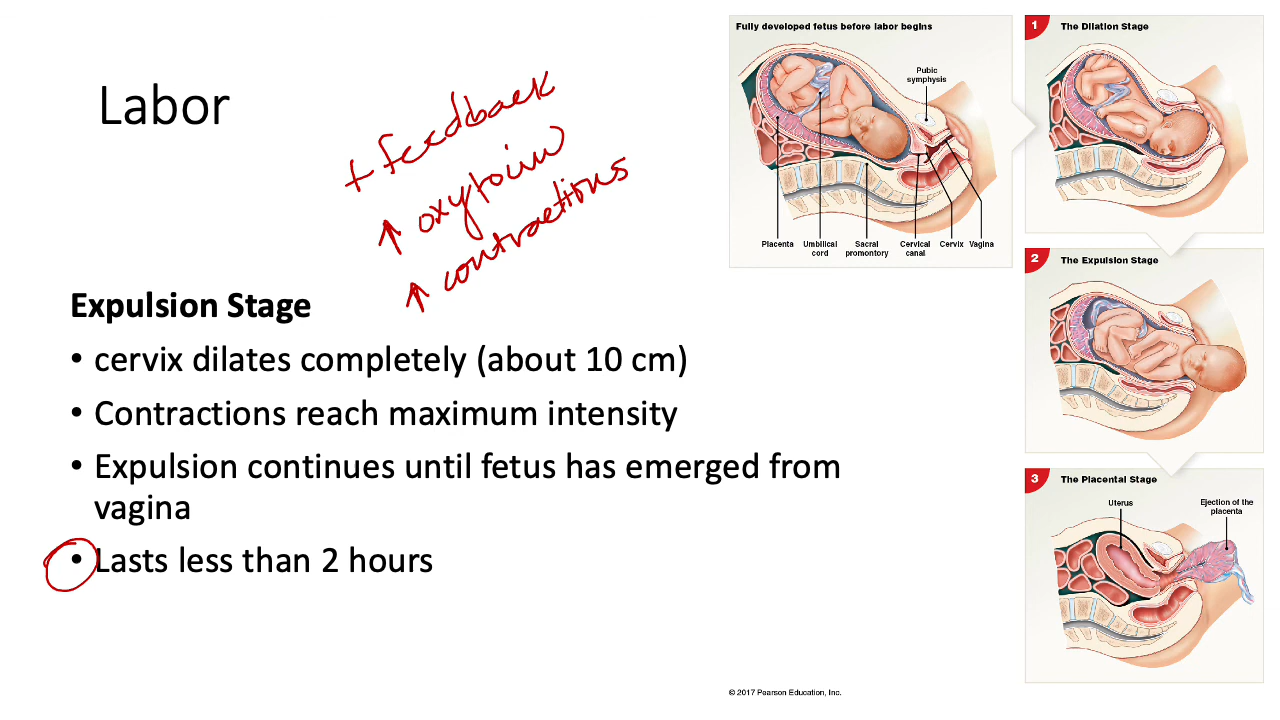 Labor
+ feedback
↑ oxytocin
↑ contractions
Expulsion Stage
• cervix dilates completely (about 10 cm)
• Contractions reach maximum intensity
• Expulsion continues until fetus has emerged from
vagina
• Lasts less than 2 hours
Fully developed fetus before labor begins
Pubic
symphysis
Placenta
Umbilical
cord
Sacral
promontory
Cervical
canal
Cervix
Vagina
1 The Dilation Stage
2 The Expulsion Stage
3 The Placental Stage
Uterus
Ejection of the
placenta
© 2017 Pearson Education, Inc.